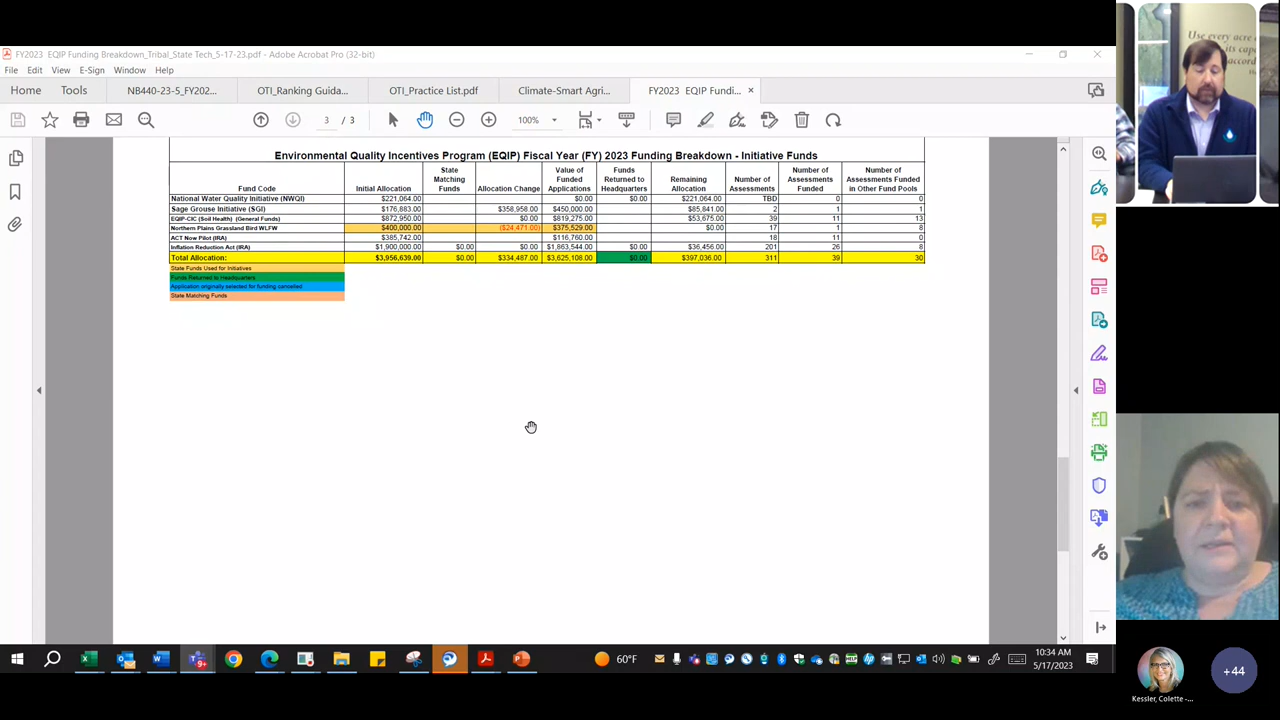 FY2023 EQIP Funding Breakdown_Tribal_State Tech_5-17-23.pdf - Adobe Acrobat Pro (32-bit)
File Edit View E-Sign Window Help
Home Tools NB440-23-5_FY202... OTI_Ranking Guida... OTI_Practice List.pdf Climate-Smart Agri... FY2023 EQIP Fundi... ×
3 / 3 100%
Environmental Quality Incentives Program (EQIP) Fiscal Year (FY) 2023 Funding Breakdown - Initiative Funds
Fund Code Initial Allocation State Matching Funds Allocation Change Value of Funded Applications Funds Returned to Headquarters Remaining Allocation Number of Assessments Number of Assessments Funded Number of Assessments Funded in Other Fund Pools
National Water Quality Initiative (NWQI) $221,064.00 $0.00 $0.00 $221,064.00 TBD 0 0
Sage Grouse Initiative (SGI) $176,883.00 $358,958.00 $450,000.00 $85,841.00 2 1 1
EQIP-CIC (Soil Health) (General Funds) $872,950.00 $0.00 $819,275.00 $53,675.00 39 11 13
Northern Plains Grassland Bird WLFW $400,000.00 ($24,471.00) $375,529.00 $0.00 17 1 8
ACT Now Pilot (IRA) $385,742.00 $116,760.00 18 11 0
Inflation Reduction Act (IRA) $1,900,000.00 $0.00 $0.00 $1,863,544.00 $0.00 $36,456.00 201 26 8
Total Allocation: $3,956,639.00 $0.00 $334,487.00 $3,625,108.00 $0.00 $397,036.00 311 39 30
State Funds Used for Initiatives
Funds Returned to Headquarters
Application originally selected for funding cancelled
State Matching Funds
Use every acre
its capa
accord
60°F
10:34 AM
5/17/2023
Kessler, Colette -...
+44